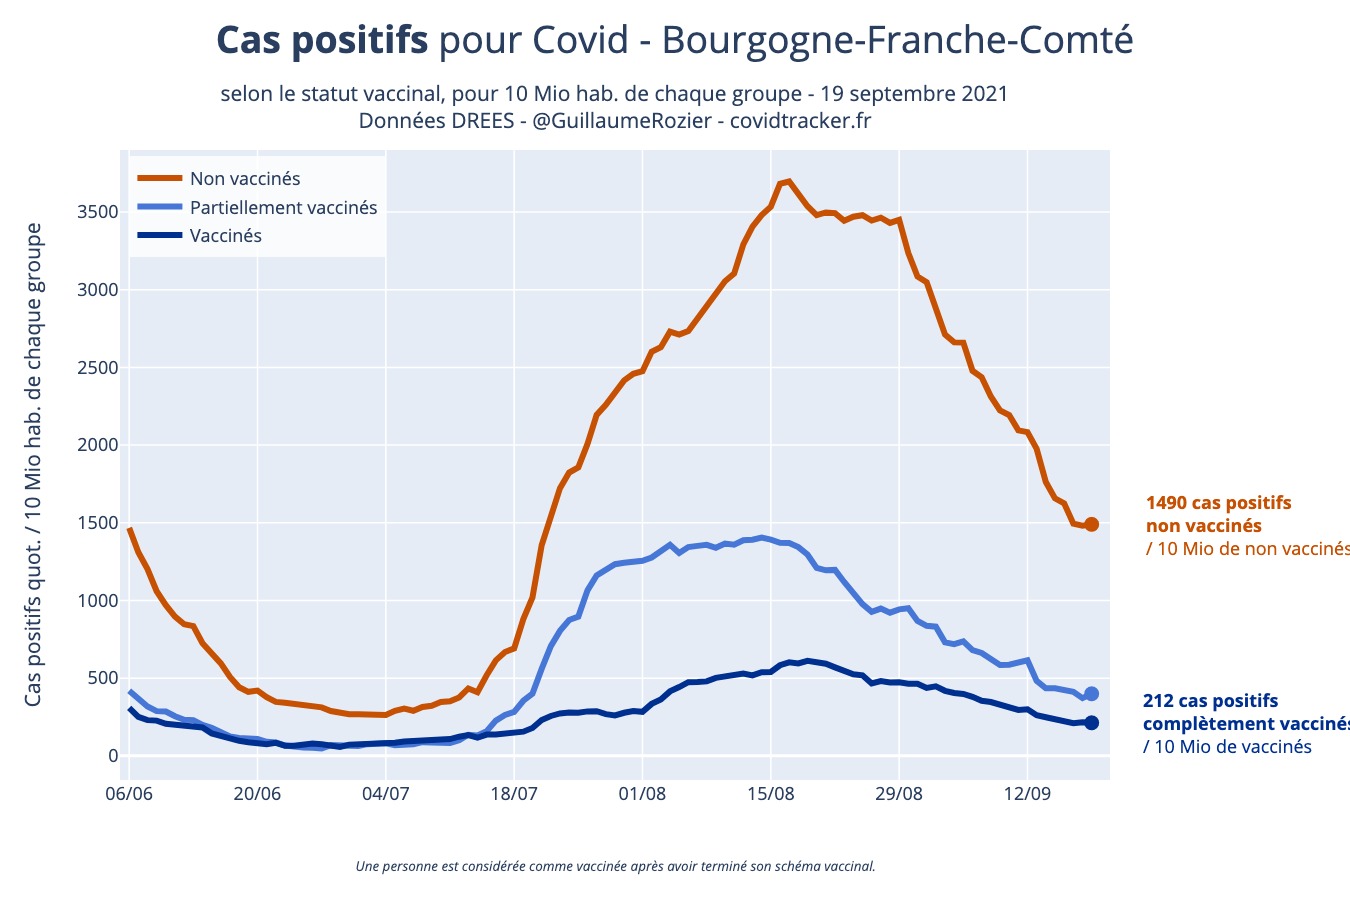 Cas positifs pour Covid - Bourgogne-Franche-Comté
selon le statut vaccinal, pour 10 Mio hab. de chaque groupe - 19 septembre 2021
Données DREES - @GuillaumeRozier - covidtracker.fr
Non vaccinés
Partiellement vaccinés
Vaccinés
Cas positifs quot. / 10 Mio hab. de chaque groupe
3500
3000
2500
2000
1500
1000
500
0
06/06
20/06
04/07
18/07
01/08
15/08
29/08
12/09
1490 cas positifs
non vaccinés
/ 10 Mio de non vaccinés
212 cas positifs
complètement vaccinés
/ 10 Mio de vaccinés
Une personne est considérée comme vaccinée après avoir terminé son schéma vaccinal.